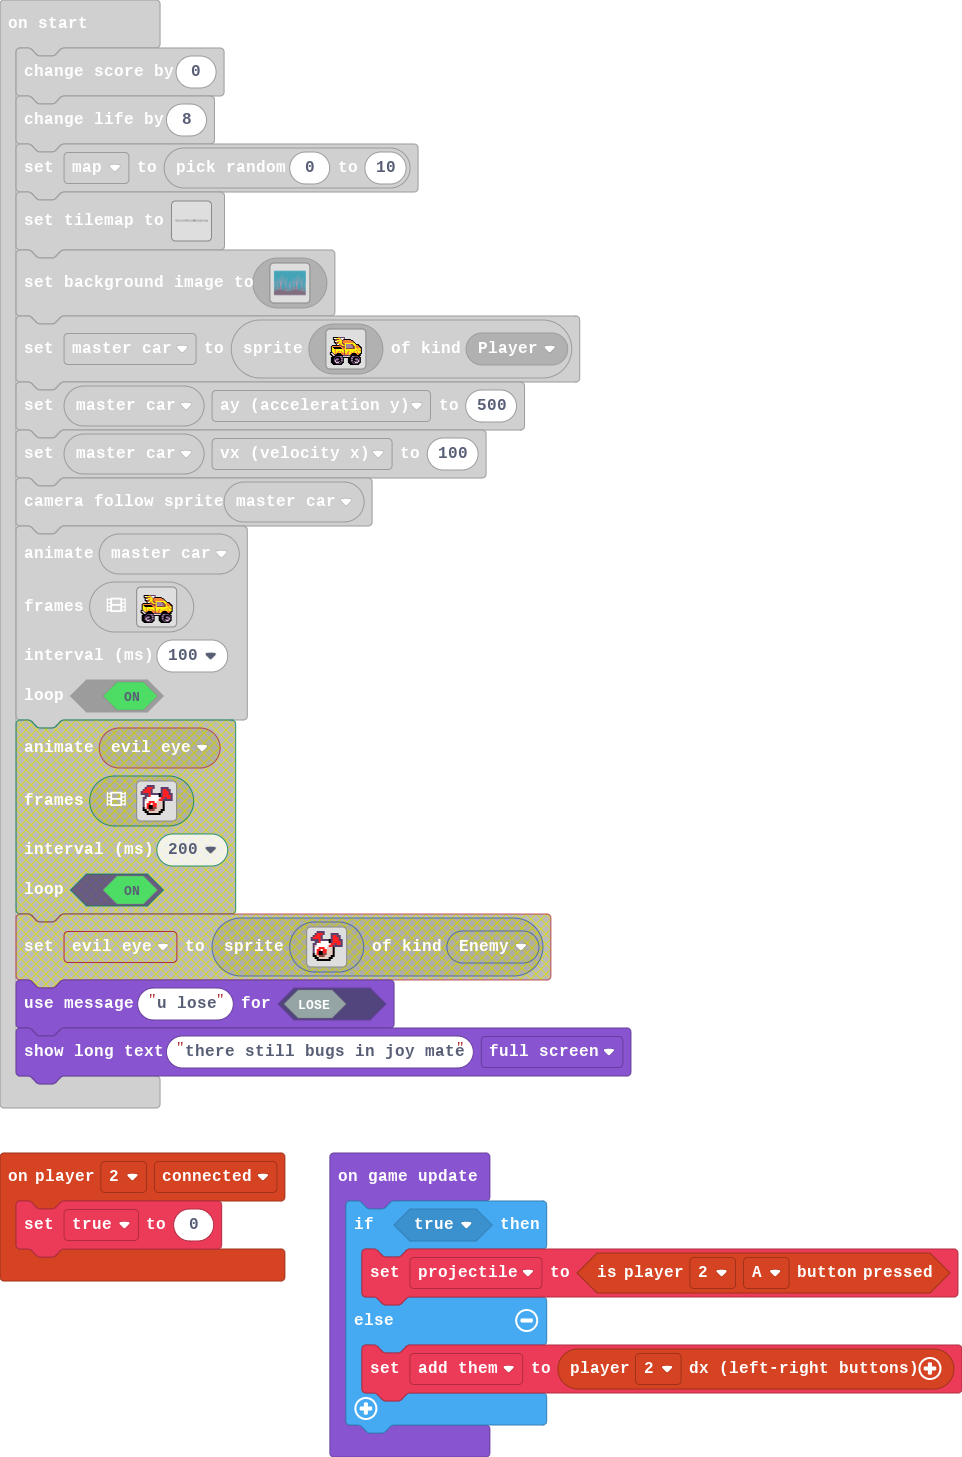 on start
change score by 0
change life by 8
set map to pick random 0 to 10
set tilemap to
set background image to
set master car to sprite of kind Player
set master car ay (acceleration y) to 500
set master car vx (velocity x) to 100
camera follow sprite master car
animate master car
frames
interval (ms) 100
loop ON
animate evil eye
frames
interval (ms) 200
loop ON
set evil eye to sprite of kind Enemy
use message "u lose" for LOSE
show long text "there still bugs in joy mate" full screen
on player 2 connected
set true to 0
on game update
if true then
set projectile to is player 2 A button pressed
else
set add them to player 2 dx (left-right buttons)